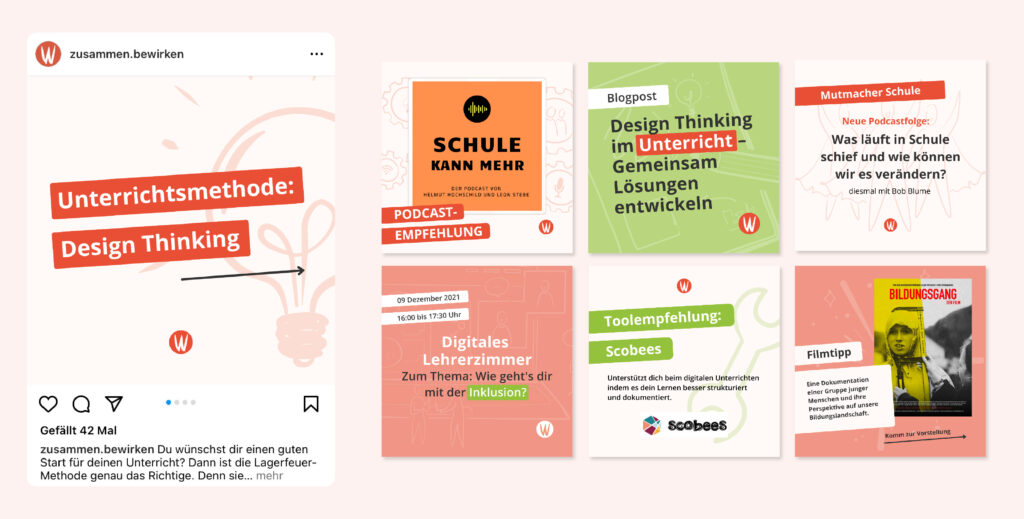 zusammen.bewirken
Unterrichtsmethode:
Design Thinking
W
Gefällt 42 Mal
zusammen.bewirken Du wünschst dir einen guten
Start für deinen Unterricht? Dann ist die Lagerfeuer-
Methode genau das Richtige. Denn sie... mehr
SCHULE
KANN MEHR
DER PODCAST VON
HELMUT HOCHSCHILD UND LEON STEBE
PODCAST-
EMPFEHLUNG
W
Blogpost
Design Thinking
im Unterricht –
Gemeinsam
Lösungen
entwickeln
W
Mutmacher Schule
Neue Podcastfolge:
Was läuft in Schule
schief und wie können
wir es verändern?
diesmal mit Bob Blume
W
09 Dezember 2021
16:00 bis 17:30 Uhr
Digitales
Lehrerzimmer
Zum Thema: Wie geht's dir
mit der Inklusion?
W
W
Toolempfehlung:
Scobees
Unterstützt dich beim digitalen Unterrichten
indem es dein Lernen besser strukturiert
und dokumentiert.
scobees
BILDUNGSGANG
Filmtipp
Eine Dokumentation
einer Gruppe junger
Menschen und ihre
Perspektive auf unsere
Bildungslandschaft.
Komm zur Vorstellung